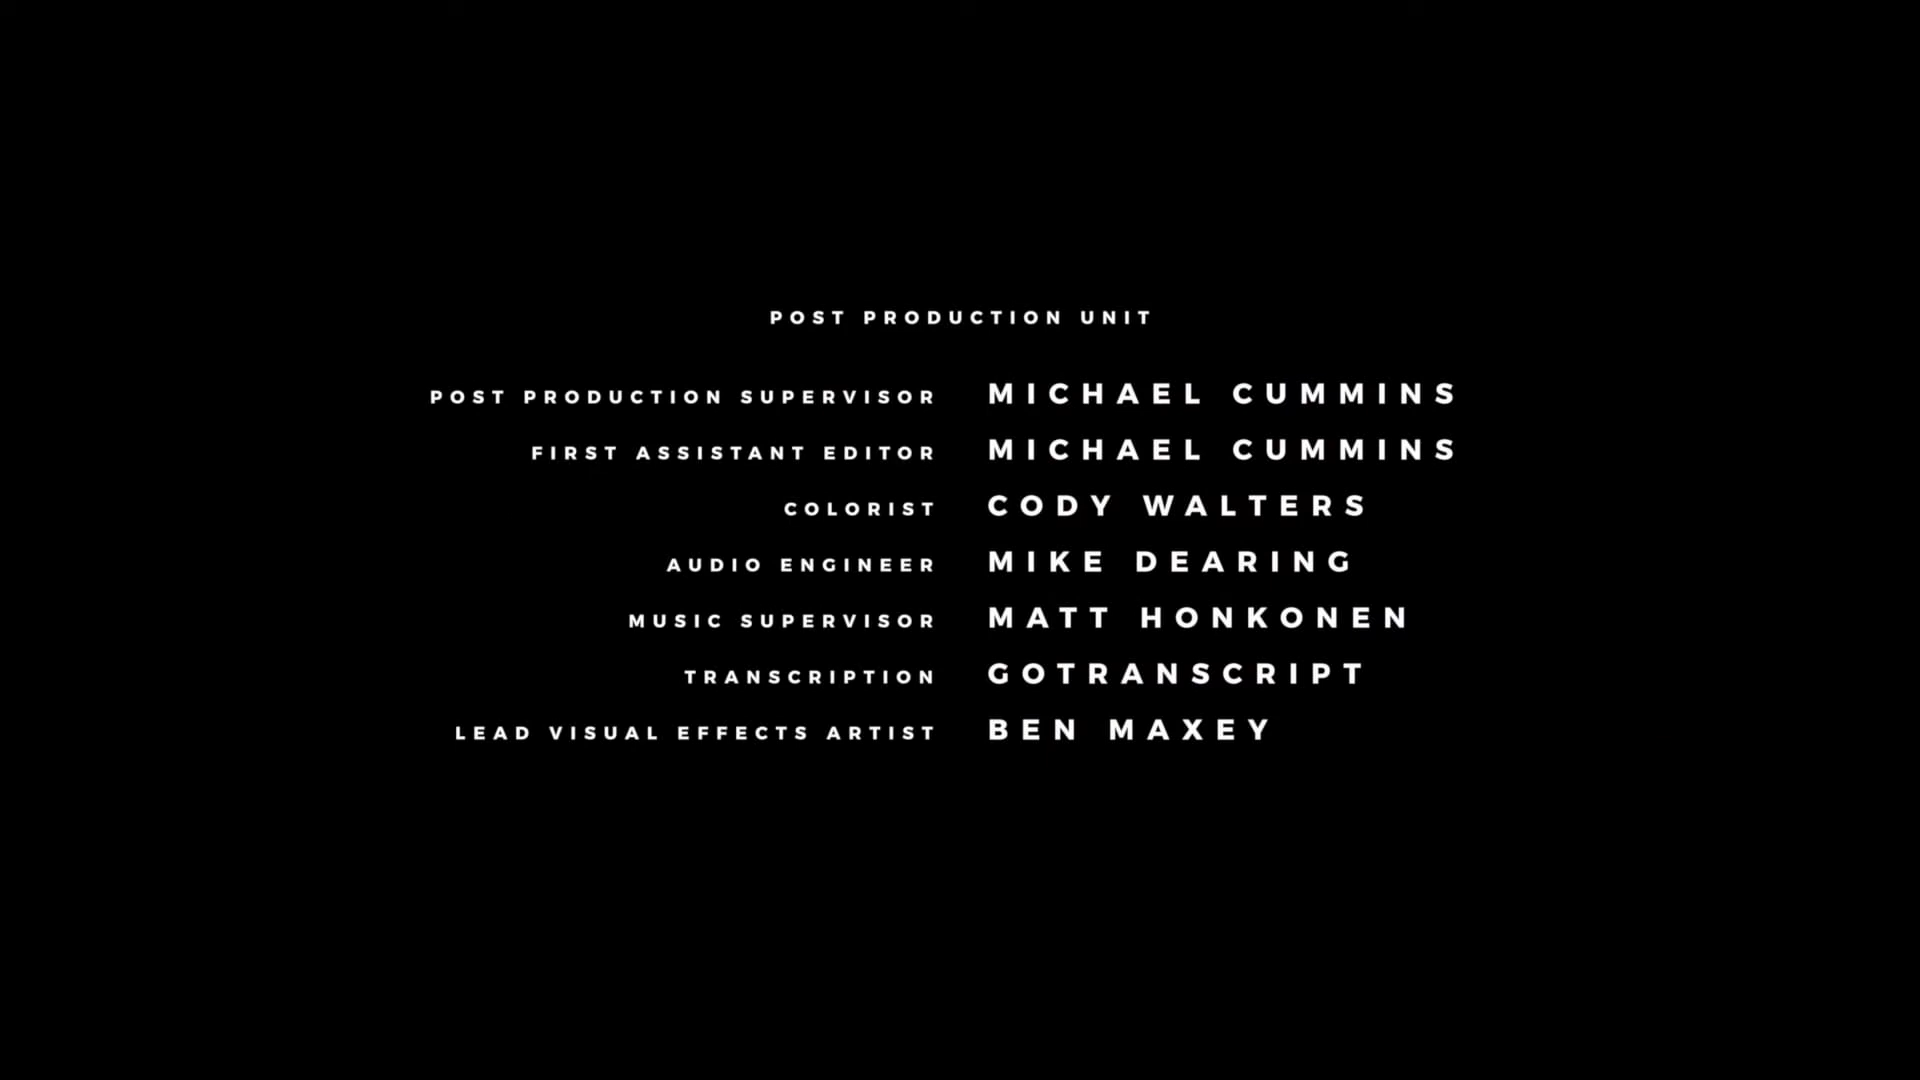 POST PRODUCTION UNIT
POST PRODUCTION SUPERVISOR MICHAEL CUMMINS
FIRST ASSISTANT EDITOR MICHAEL CUMMINS
COLORIST CODY WALTERS
AUDIO ENGINEER MIKE DEARING
MUSIC SUPERVISOR MATT HONKONEN
TRANSCRIPTION GOTRANSCRIPT
LEAD VISUAL EFFECTS ARTIST BEN MAXEY